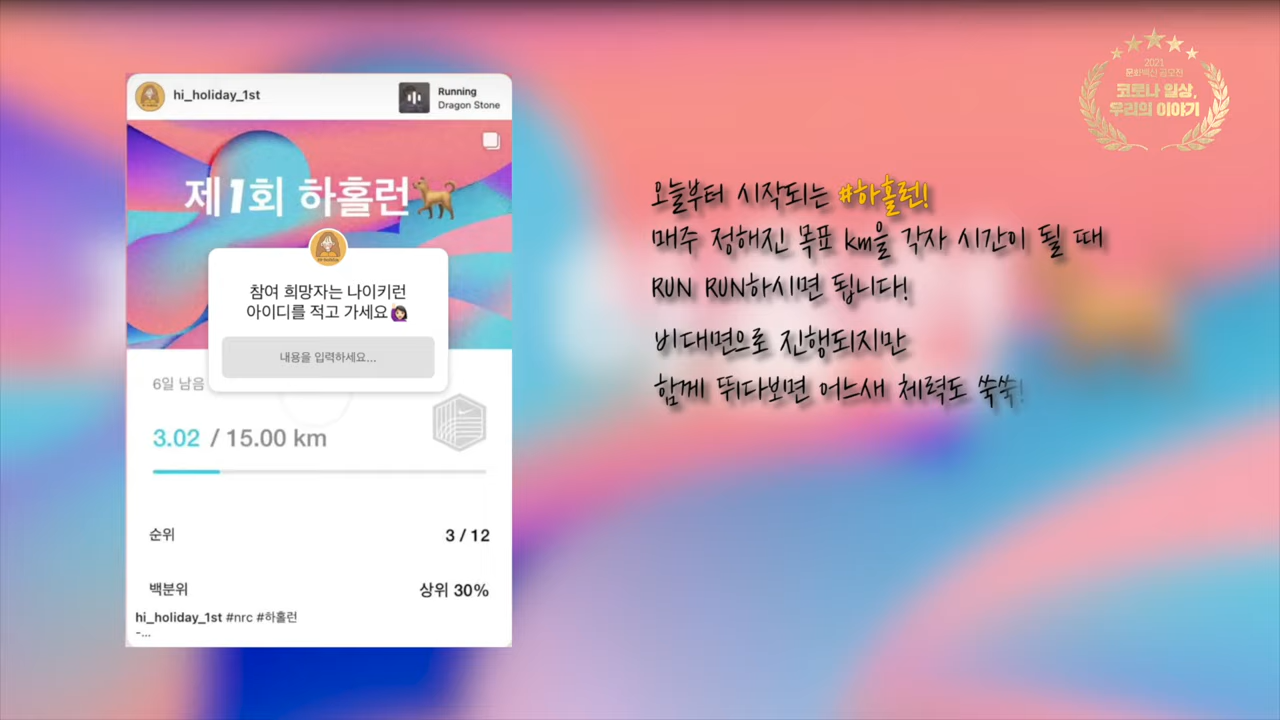 hi_holiday_1st
Running
Dragon Stone
제1회 하홀런
참여 희망자는 나이키런
아이디를 적고 가세요
내용을 입력하세요...
6일 남음
3.02 / 15.00 km
순위
3 / 12
백분위
상위 30%
hi_holiday_1st #nrc #하홀런
-...
2021
문화백신 공모전
코로나 일상,
우리의 이야기
오늘부터 시작되는 #하홀런!
매주 정해진 목표 km을 각자 시간이 될 때
RUN RUN하시면 됩니다!
비대면으로 진행되지만
함께 뛰다보면 어느새 체력도 쑥쑥!